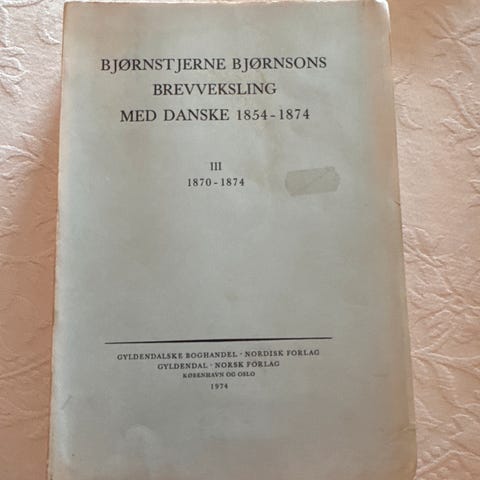 BJØRNSTJERNE BJØRNSONS
BREVVEKSLING
MED DANSKE 1854-1874
III
1870-1874
GYLDENDALSKE BOGHANDEL · NORDISK FORLAG
GYLDENDAL · NORSK FORLAG
KØBENHAVN OG OSLO
1974